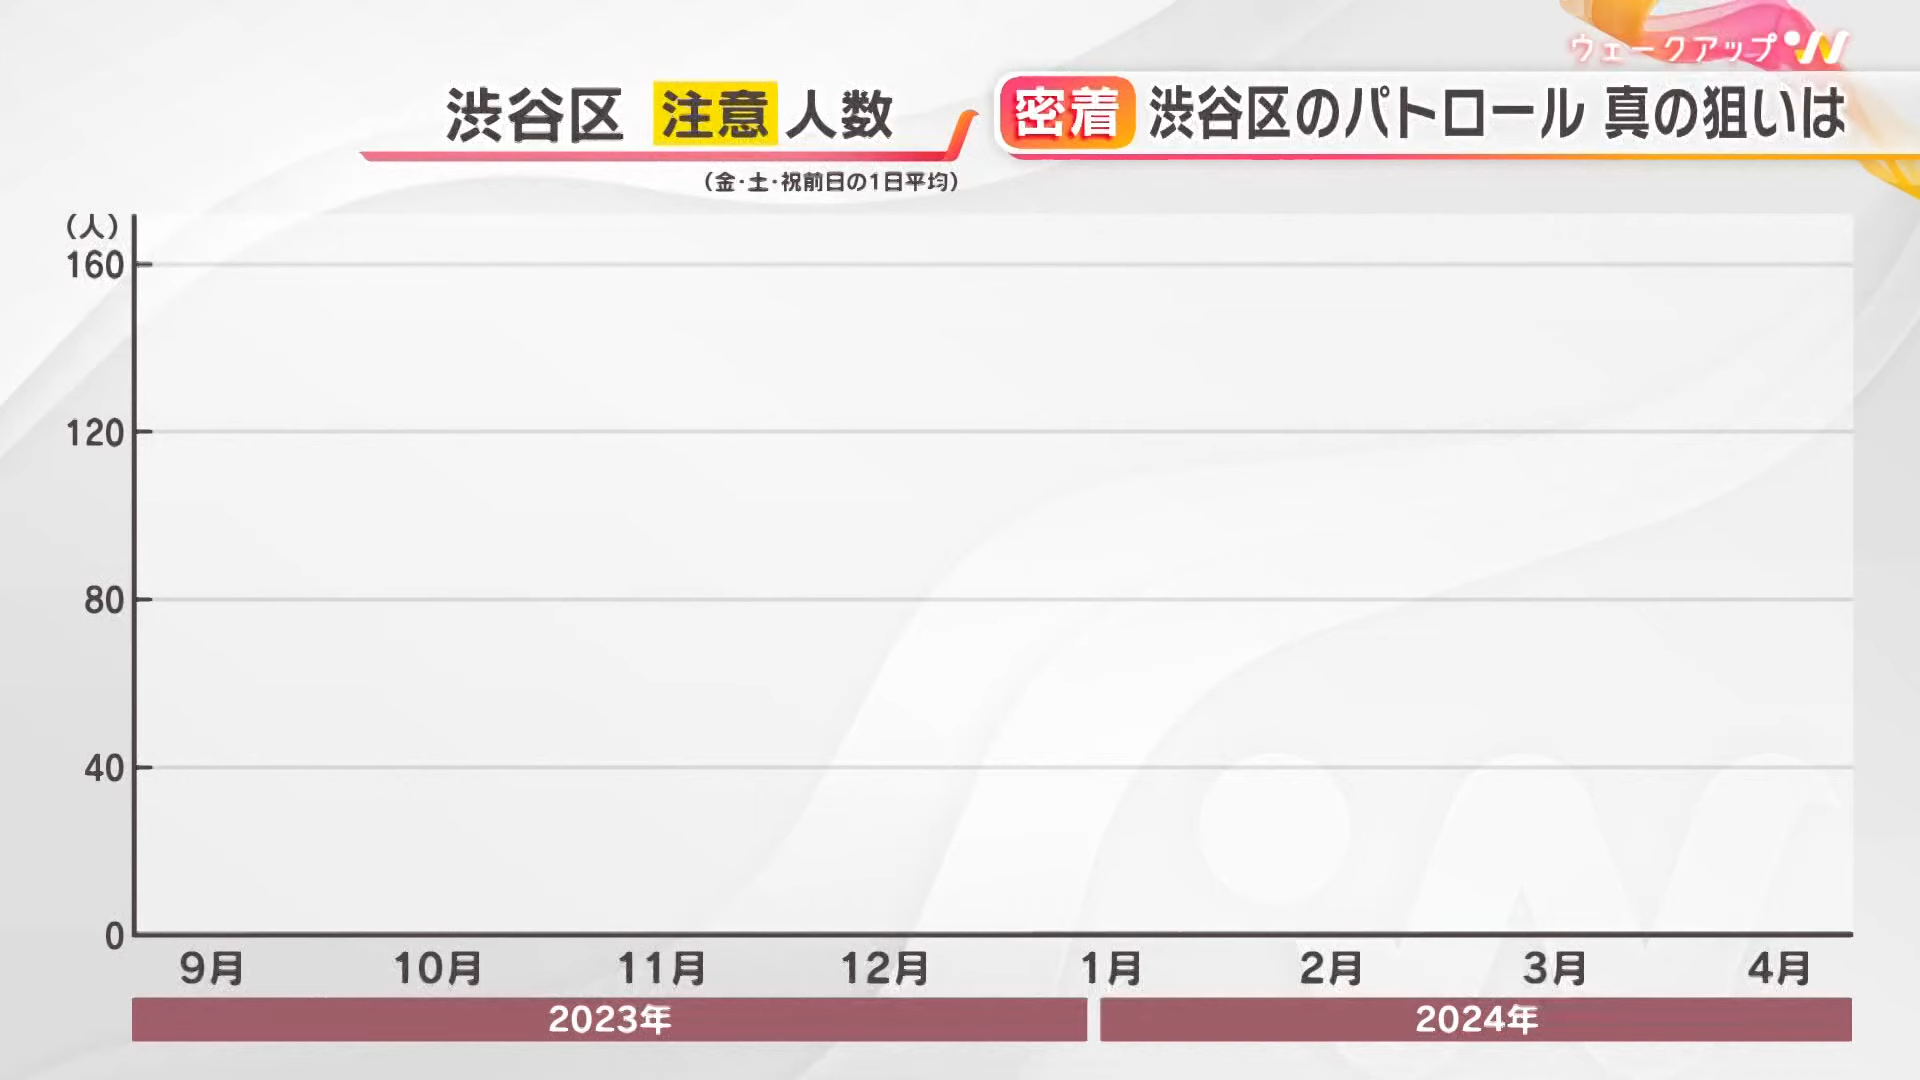 ウェークアップ
渋谷区 注意 人数
密着 渋谷区のパトロール 真の狙いは
(金・土・祝前日の1日平均)
(人)
160
120
80
40
0
9月 10月 11月 12月 1月 2月 3月 4月
2023年 2024年